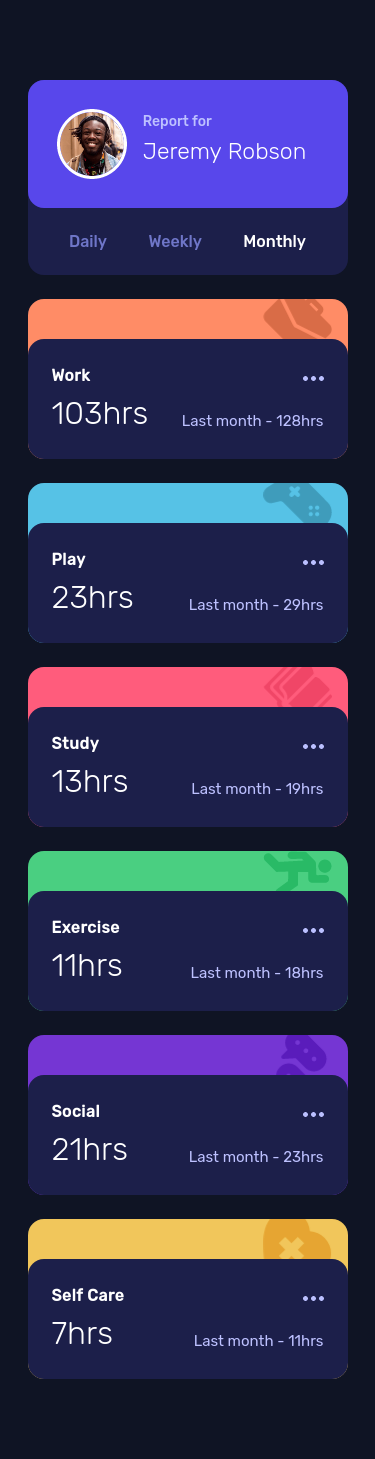 Report for
Jeremy Robson
Daily Weekly Monthly
Work
103hrs Last month - 128hrs
Play
23hrs Last month - 29hrs
Study
13hrs Last month - 19hrs
Exercise
11hrs Last month - 18hrs
Social
21hrs Last month - 23hrs
Self Care
7hrs Last month - 11hrs